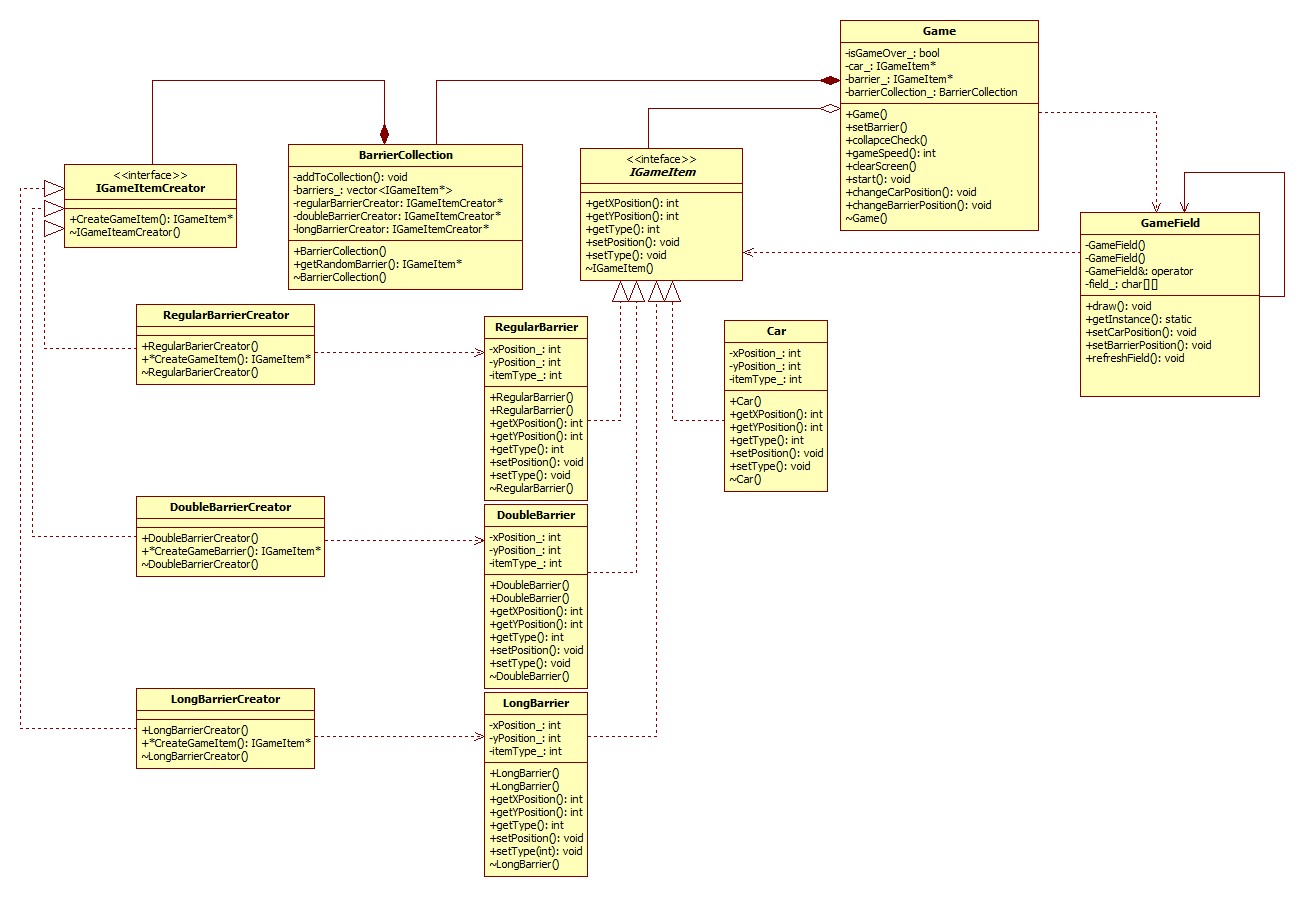 Game
-isGameOver_: bool
-car_: IGameItem*
-barrier_: IGameItem*
-barrierCollection_: BarrierCollection
+Game()
+setBarrier()
+collapceCheck()
+gameSpeed(): int
+clearScreen()
+start(): void
+changeCarPosition(): void
+changeBarrierPosition(): void
~Game()
<<interface>>
IGameItemCreator
+CreateGameItem(): IGameItem*
~IGameIteamCreator()
BarrierCollection
-addToCollection(): void
-barriers_: vector<IGameItem*>
-regularBarrierCreator: IGameItemCreator*
-doubleBarrierCreator: IGameItemCreator*
-longBarrierCreator: IGameItemCreator*
+BarrierCollection()
+getRandomBarrier(): IGameItem*
~BarrierCollection()
<<inteface>>
IGameItem
+getXPosition(): int
+getYPosition(): int
+getType(): int
+setPosition(): void
+setType(): void
~IGameItem()
GameField
-GameField()
-GameField()
-GameField&: operator
-field_: char[][]
+draw(): void
+getInstance(): static
+setCarPosition(): void
+setBarrierPosition(): void
+refreshField(): void
RegularBarrierCreator
+RegularBarrierCreator()
+*CreateGameItem(): IGameItem*
~RegularBarierCreator()
RegularBarrier
-xPosition_: int
-yPosition_: int
-itemType_: int
+RegularBarrier()
+RegularBarrier()
+getXPosition(): int
+getYPosition(): int
+getType(): int
+setPosition(): void
+setType(): void
~RegularBarrier()
Car
-xPosition_: int
-yPosition_: int
-itemType_: int
+Car()
+getXPosition(): int
+getYPosition(): int
+getType(): int
+setPosition(): void
+setType(): void
~Car()
DoubleBarrierCreator
+DoubleBarrierCreator()
+*CreateGameBarrier(): IGameItem*
~DoubleBarrierCreator()
DoubleBarrier
-xPosition_: int
-yPosition_: int
-itemType_: int
+DoubleBarrier()
+DoubleBarrier()
+getXPosition(): int
+getYPosition(): int
+getType(): int
+setPosition(): void
+setType(): void
~DoubleBarrier()
LongBarrierCreator
+LongBarrierCreator()
+*CreateGameItem(): IGameItem*
~LongBarrierCreator()
LongBarrier
-xPosition_: int
-yPosition_: int
-itemType_: int
+LongBarrier()
+LongBarrier()
+getXPosition(): int
+getYPosition(): int
+getType(): int
+setPosition(): void
+setType(int): void
~LongBarrier()